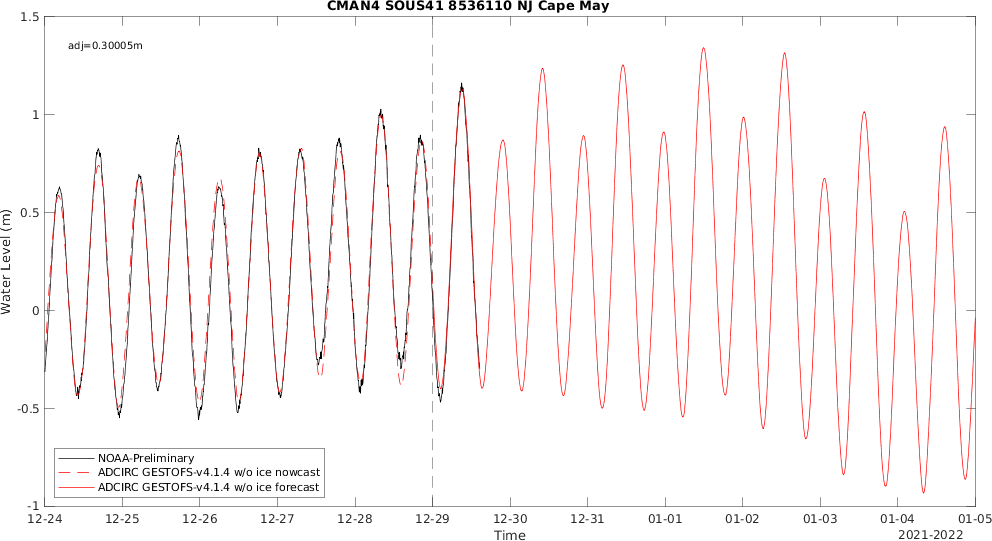 CMAN4 SOUS41 8536110 NJ Cape May
adj=0.30005m
1.5
1
0.5
0
-0.5
-1
Water Level (m)
NOAA-Preliminary
ADCIRC GESTOFS-v4.1.4 w/o ice nowcast
ADCIRC GESTOFS-v4.1.4 w/o ice forecast
12-24 12-25 12-26 12-27 12-28 12-29 12-30 12-31 01-01 01-02 01-03 01-04 01-05
Time
2021-2022